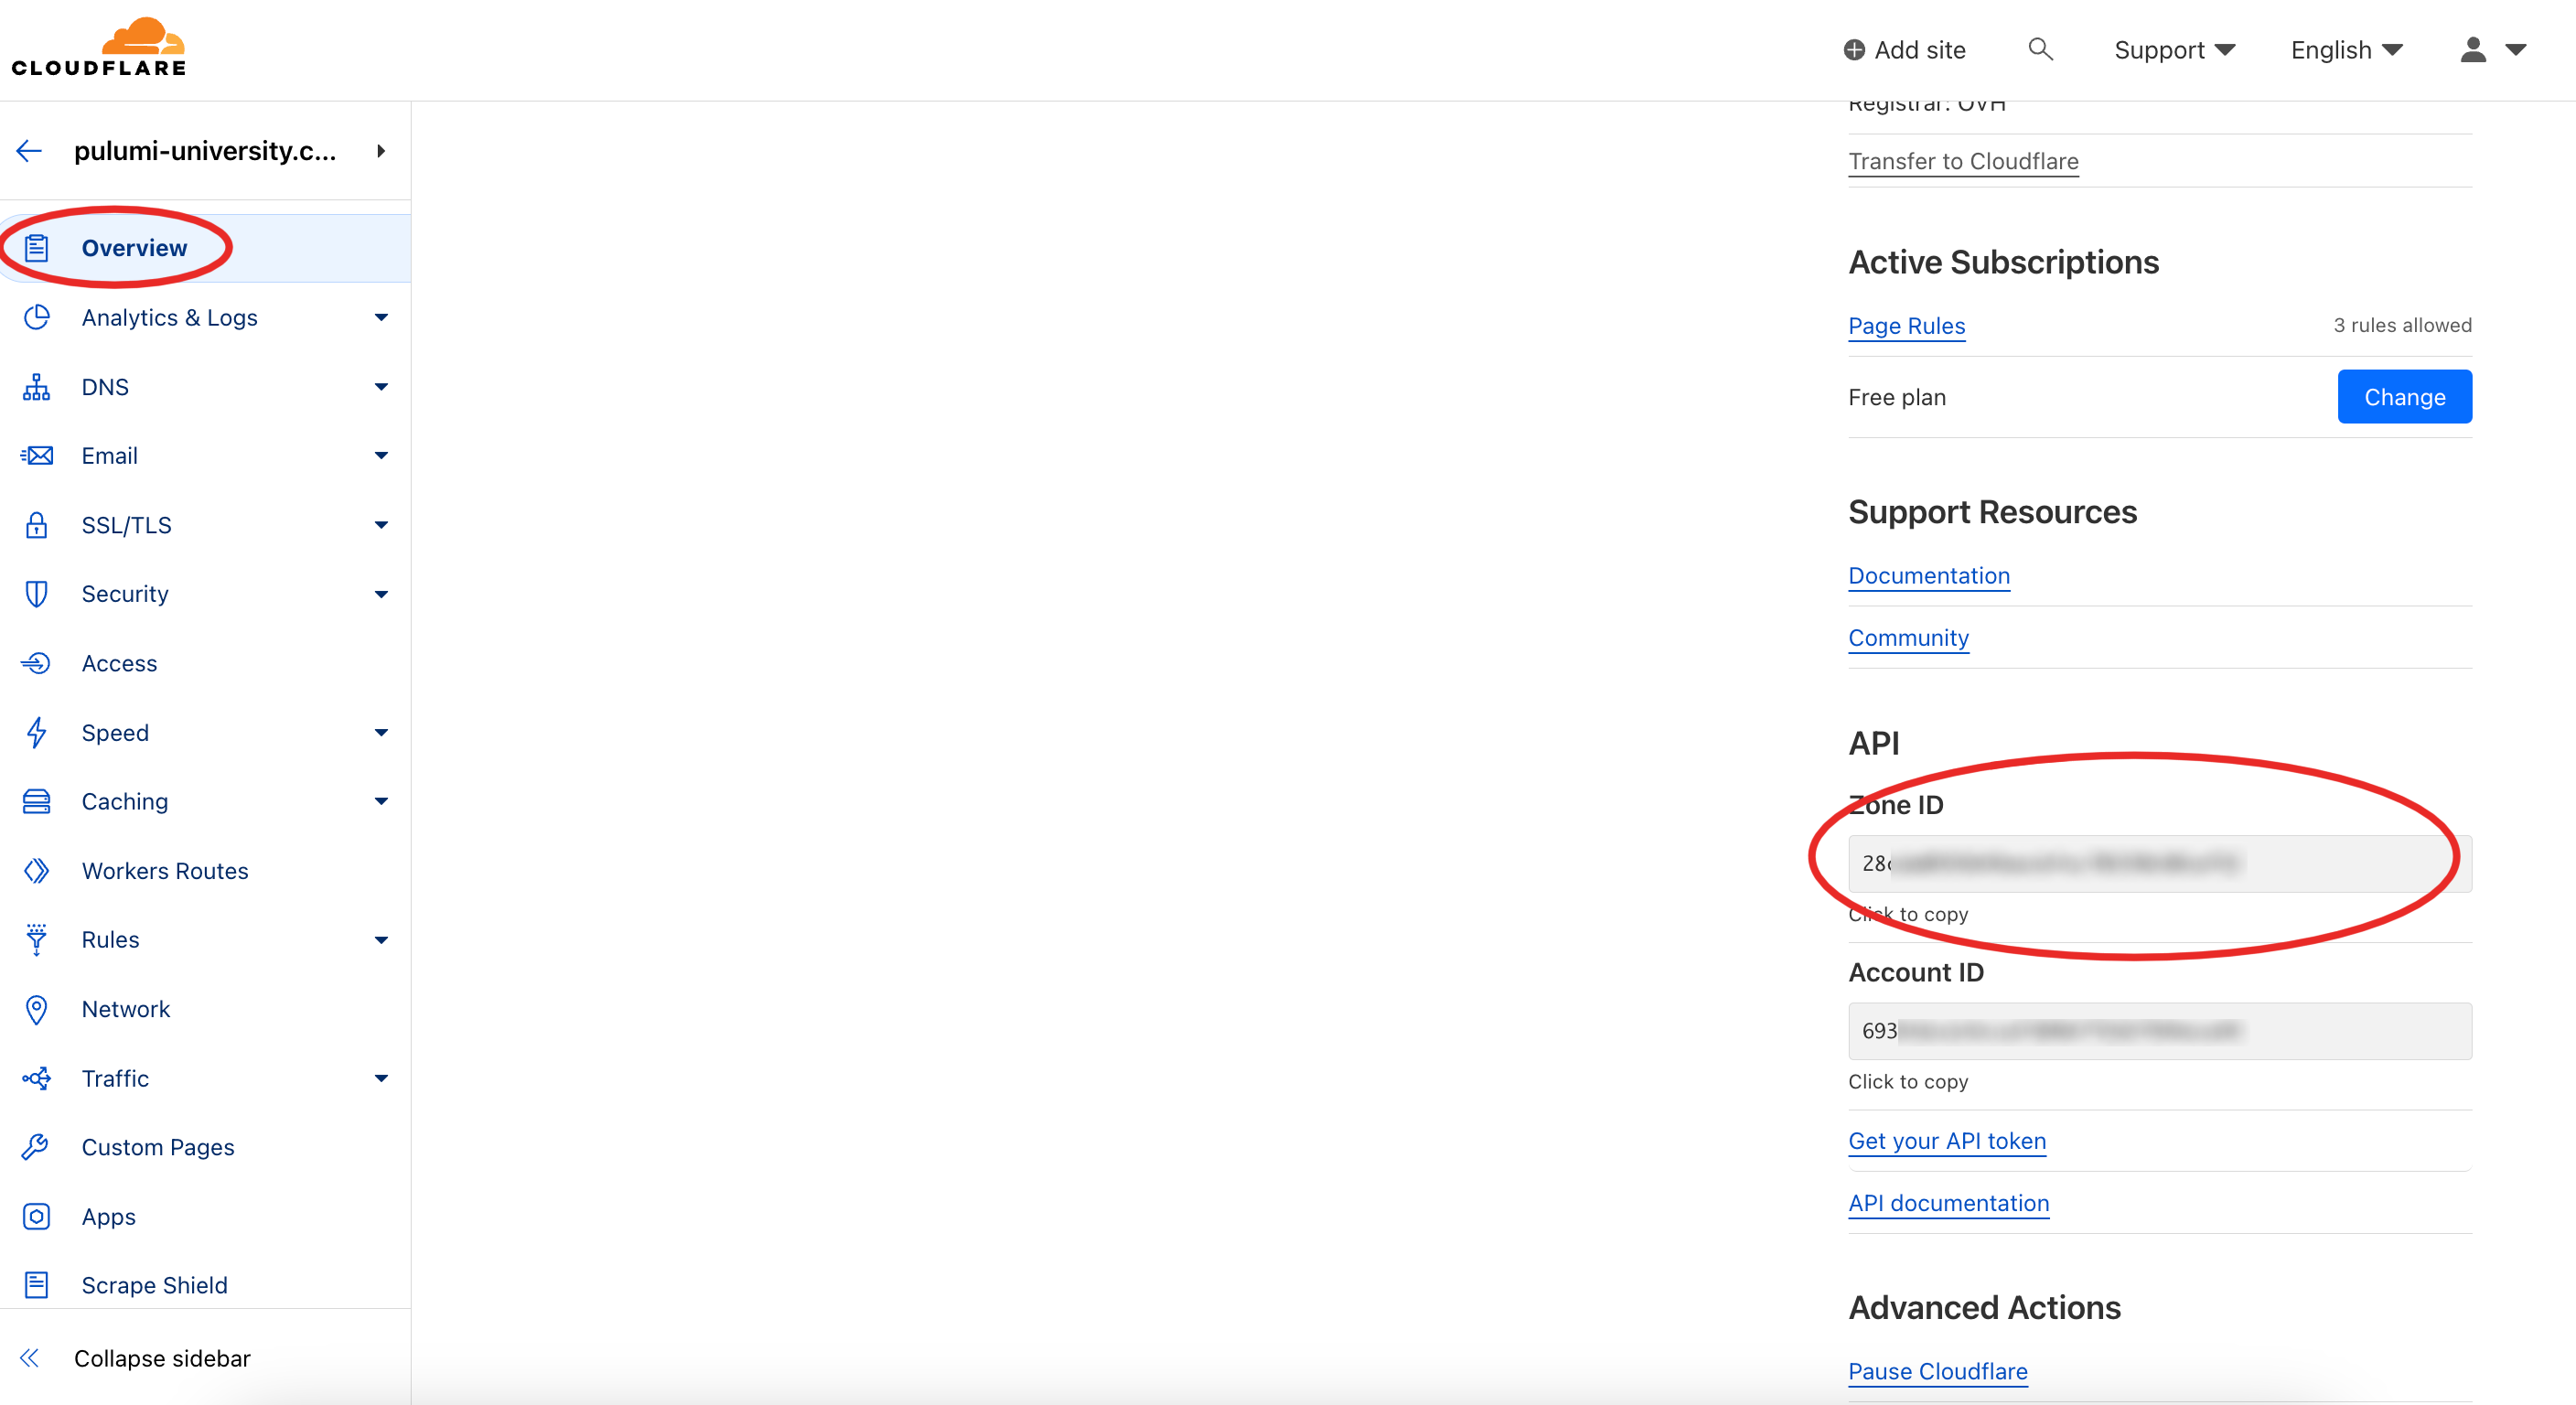 CLOUDFLARE
Add site
Support
English
pulumi-university.c...
Overview
Analytics & Logs
DNS
Email
SSL/TLS
Security
Access
Speed
Caching
Workers Routes
Rules
Network
Traffic
Custom Pages
Apps
Scrape Shield
Collapse sidebar
Registrar: OVH
Transfer to Cloudflare
Active Subscriptions
Page Rules 3 rules allowed
Free plan Change
Support Resources
Documentation
Community
API
Zone ID
28
Click to copy
Account ID
693
Click to copy
Get your API token
API documentation
Advanced Actions
Pause Cloudflare